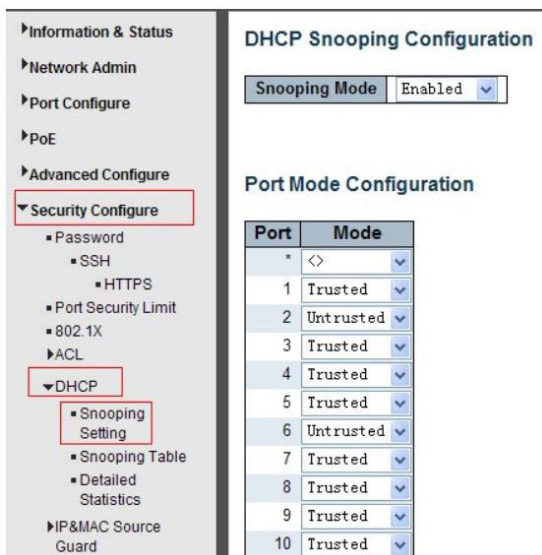 Information & Status
Network Admin
Port Configure
PoE
Advanced Configure
Security Configure
Password
SSH
HTTPS
Port Security Limit
802.1X
ACL
DHCP
Snooping
Setting
Snooping Table
Detailed
Statistics
IP&MAC Source
Guard
DHCP Snooping Configuration
Snooping Mode Enabled
Port Mode Configuration
Port Mode
* <>
1 Trusted
2 Untrusted
3 Trusted
4 Trusted
5 Trusted
6 Untrusted
7 Trusted
8 Trusted
9 Trusted
10 Trusted